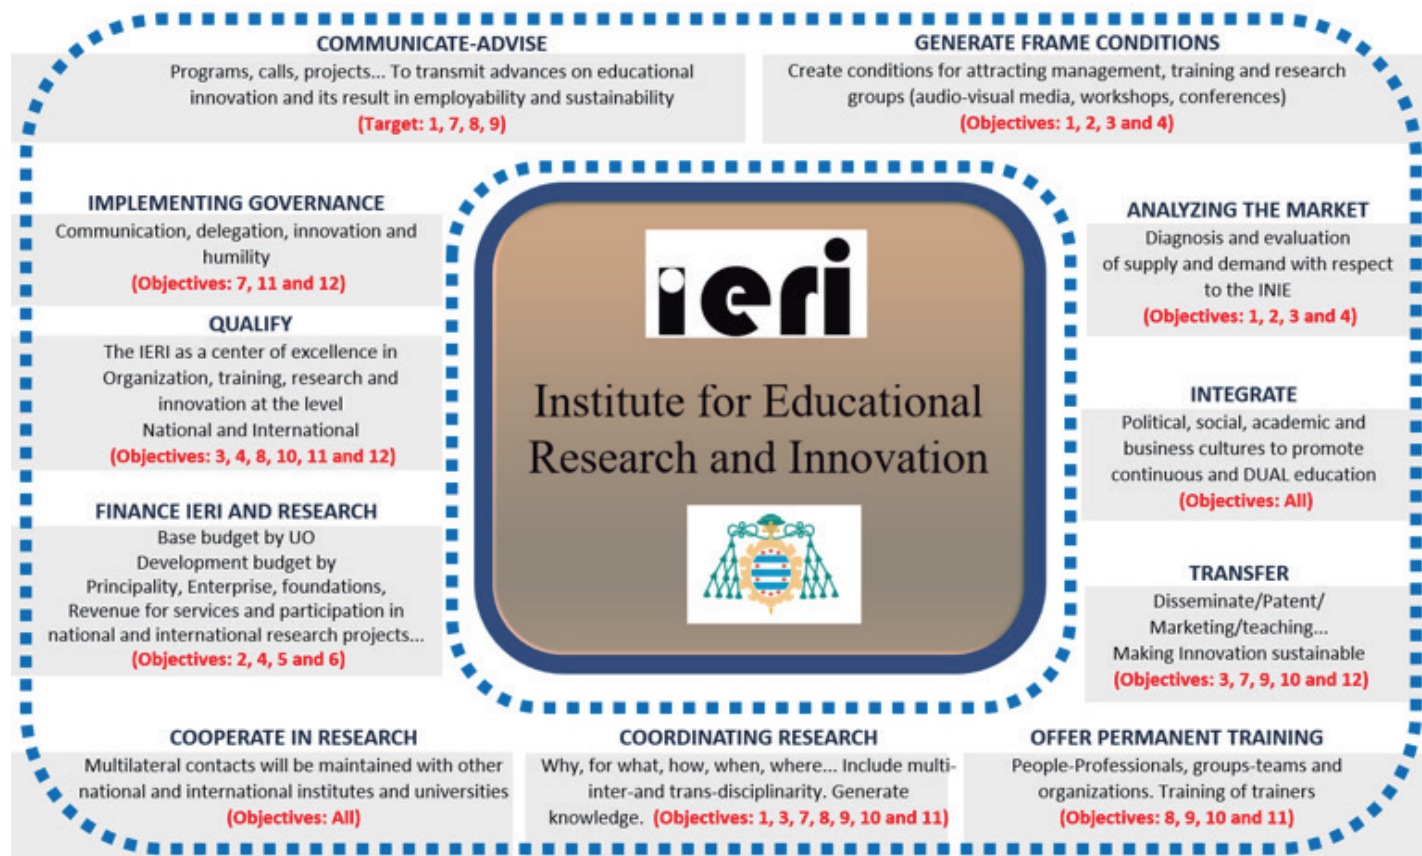 COMMUNICATE-ADVISE
Programs, calls, projects... To transmit advances on educational
innovation and its result in employability and sustainability
(Target: 1, 7, 8, 9)
GENERATE FRAME CONDITIONS
Create conditions for attracting management, training and research
groups (audio-visual media, workshops, conferences)
(Objectives: 1, 2, 3 and 4)
IMPLEMENTING GOVERNANCE
Communication, delegation, innovation and
humility
(Objectives: 7, 11 and 12)
QUALIFY
The IERI as a center of excellence in
Organization, training, research and
innovation at the level
National and International
(Objectives: 3, 4, 8, 10, 11 and 12)
FINANCE IERI AND RESEARCH
Base budget by UO
Development budget by
Principality, Enterprise, foundations,
Revenue for services and participation in
national and international research projects...
(Objectives: 2, 4, 5 and 6)
ieri
Institute for Educational
Research and Innovation
ANALYZING THE MARKET
Diagnosis and evaluation
of supply and demand with respect
to the INIE
(Objectives: 1, 2, 3 and 4)
INTEGRATE
Political, social, academic and
business cultures to promote
continuous and DUAL education
(Objectives: All)
TRANSFER
Disseminate/Patent/
Marketing/teaching...
Making Innovation sustainable
(Objectives: 3, 7, 9, 10 and 12)
COOPERATE IN RESEARCH
Multilateral contacts will be maintained with other
national and international institutes and universities
(Objectives: All)
COORDINATING RESEARCH
Why, for what, how, when, where... Include multi-
inter-and trans-disciplinarity. Generate
knowledge. (Objectives: 1, 3, 7, 8, 9, 10 and 11)
OFFER PERMANENT TRAINING
People-Professionals, groups-teams and
organizations. Training of trainers
(Objectives: 8, 9, 10 and 11)